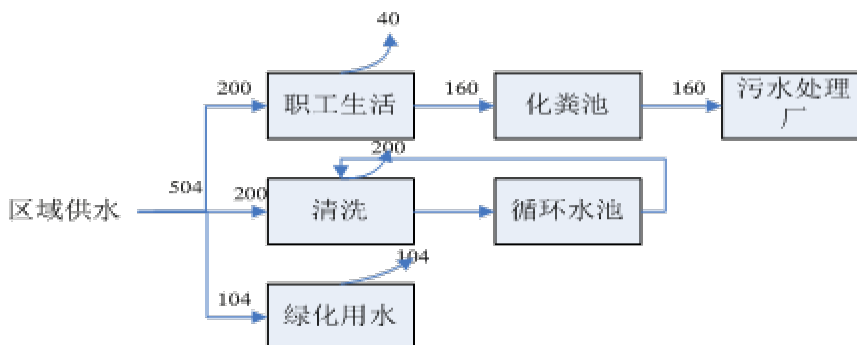 40
200
职工生活
160
化粪池
160
污水处理
厂
200
504
区域供水
200
清洗
循环水池
104
104
绿化用水